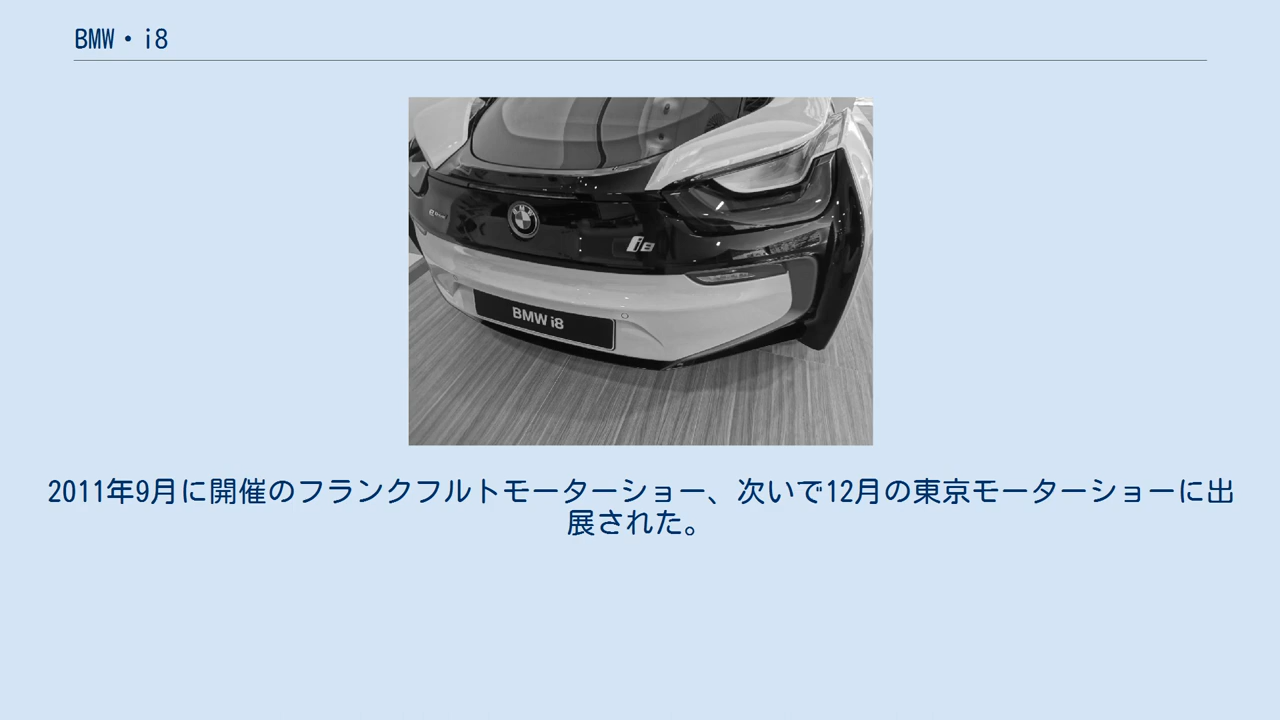 BMW・i8
BMW
i8
BMW i8
2011年9月に開催のフランクフルトモーターショー、次いで12月の東京モーターショーに出
展された。